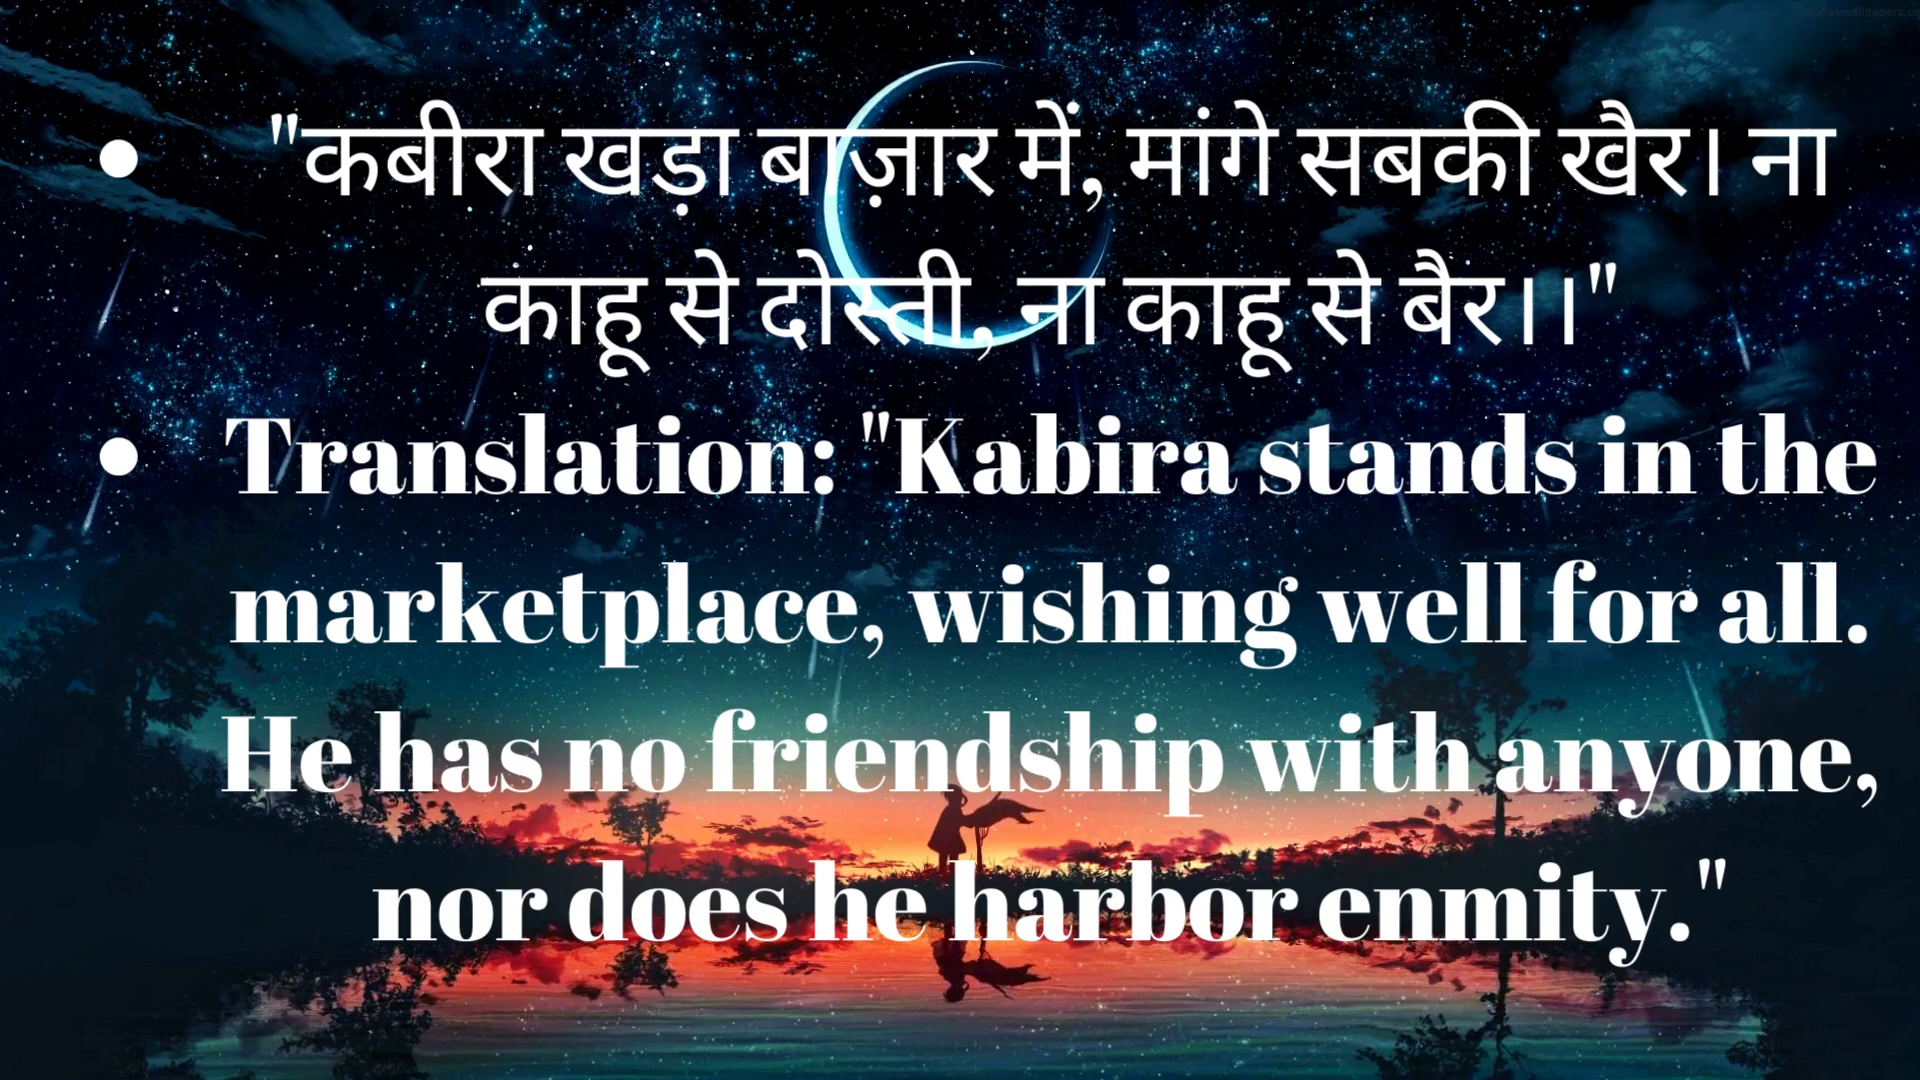 • "कबीरा खड़ा बाज़ार में, मांगे सबकी खैर। ना
काहू से दोस्ती, ना काहू से बैर।।"
• Translation: "Kabira stands in the
marketplace, wishing well for all.
He has no friendship with anyone,
nor does he harbor enmity."